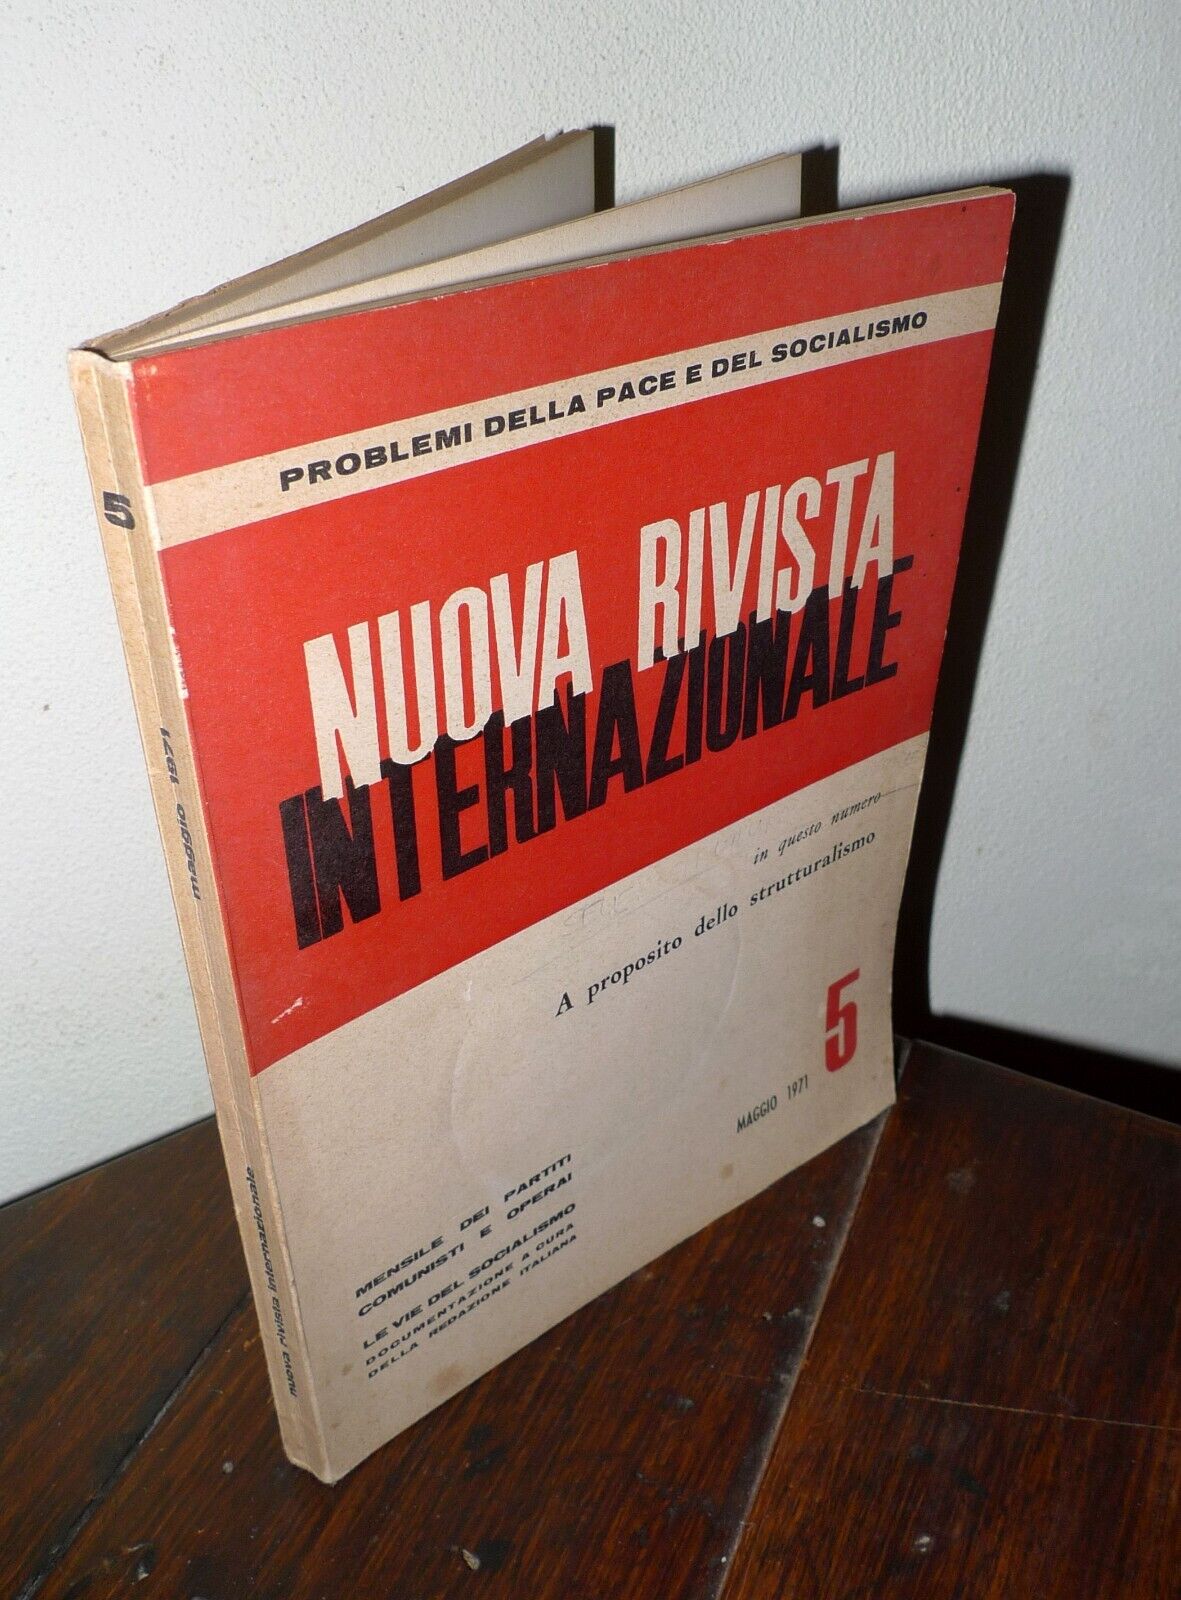 PROBLEMI DELLA PACE E DEL SOCIALISMO
NUOVA RIVISTA
INTERNAZIONALE
in questo numero
A proposito dello strutturalismo
5
MAGGIO 1971
MENSILE DEI PARTITI
COMUNISTI E OPERAI
LE VIE DEL SOCIALISMO
DOCUMENTAZIONE A CURA
DELLA REDAZIONE ITALIANA
5
maggio 1971
nuova rivista internazionale